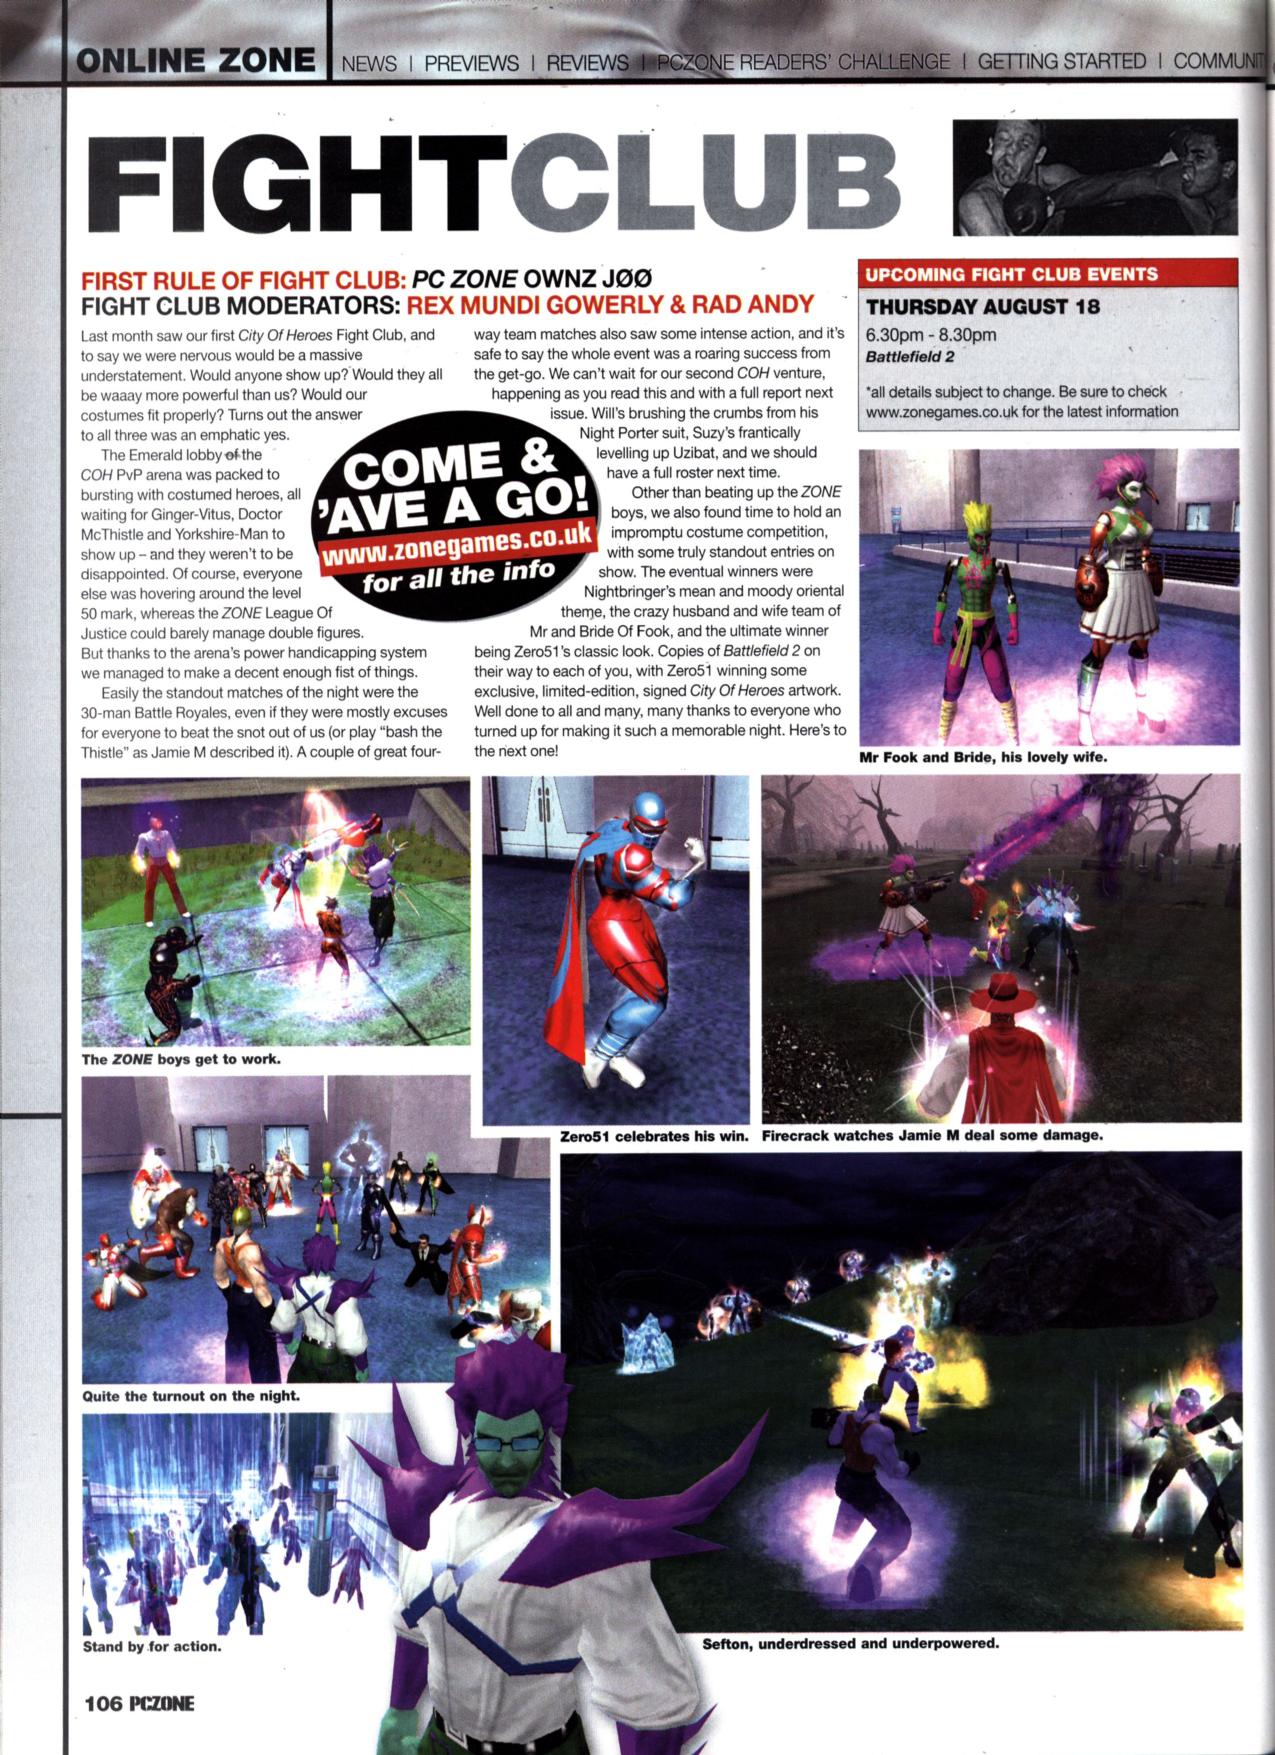 ONLINE ZONE
NEWS | PREVIEWS | REVIEWS | PCZONE READERS' CHALLENGE | GETTING STARTED | COMMUNIT
FIGHTCLUB
FIRST RULE OF FIGHT CLUB: PC ZONE OWNZ JØØ
FIGHT CLUB MODERATORS: REX MUNDI GOWERLY & RAD ANDY
Last month saw our first City Of Heroes Fight Club, and
to say we were nervous would be a massive
understatement. Would anyone show up? Would they all
be waaay more powerful than us? Would our
costumes fit properly? Turns out the answer
to all three was an emphatic yes.
The Emerald lobby of the
COH PvP arena was packed to
bursting with costumed heroes, all
waiting for Ginger-Vitus, Doctor
McThistle and Yorkshire-Man to
show up – and they weren't to be
disappointed. Of course, everyone
else was hovering around the level
50 mark, whereas the ZONE League Of
Justice could barely manage double figures.
But thanks to the arena's power handicapping system
we managed to make a decent enough fist of things.
Easily the standout matches of the night were the
30-man Battle Royales, even if they were mostly excuses
for everyone to beat the snot out of us (or play "bash the
Thistle" as Jamie M described it). A couple of great four-
way team matches also saw some intense action, and it's
safe to say the whole event was a roaring success from
the get-go. We can't wait for our second COH venture,
happening as you read this and with a full report next
issue. Will's brushing the crumbs from his
Night Porter suit, Suzy's frantically
levelling up Uzibat, and we should
have a full roster next time.
Other than beating up the ZONE
boys, we also found time to hold an
impromptu costume competition,
with some truly standout entries on
show. The eventual winners were
Nightbringer's mean and moody oriental
theme, the crazy husband and wife team of
Mr and Bride Of Fook, and the ultimate winner
being Zero51's classic look. Copies of Battlefield 2 on
their way to each of you, with Zero51 winning some
exclusive, limited-edition, signed City Of Heroes artwork.
Well done to all and many, many thanks to everyone who
turned up for making it such a memorable night. Here's to
the next one!
COME &
'AVE A GO!
www.zonegames.co.uk
for all the info
UPCOMING FIGHT CLUB EVENTS
THURSDAY AUGUST 18
6.30pm - 8.30pm
Battlefield 2
*all details subject to change. Be sure to check
www.zonegames.co.uk for the latest information
Mr Fook and Bride, his lovely wife.
The ZONE boys get to work.
Zero51 celebrates his win.
Firecrack watches Jamie M deal some damage.
Quite the turnout on the night.
Stand by for action.
Sefton, underdressed and underpowered.
106 PCZONE